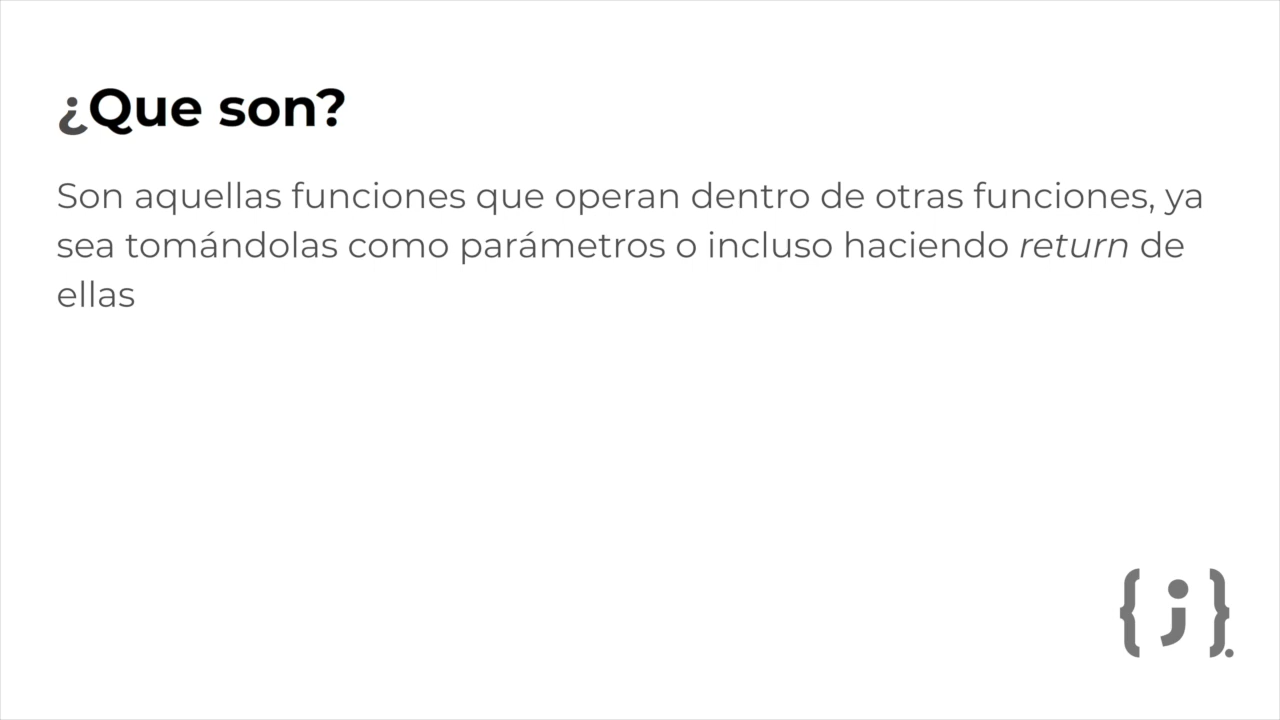 ¿Que son?
Son aquellas funciones que operan dentro de otras funciones, ya
sea tomándolas como parámetros o incluso haciendo return de
ellas
{ ; }.